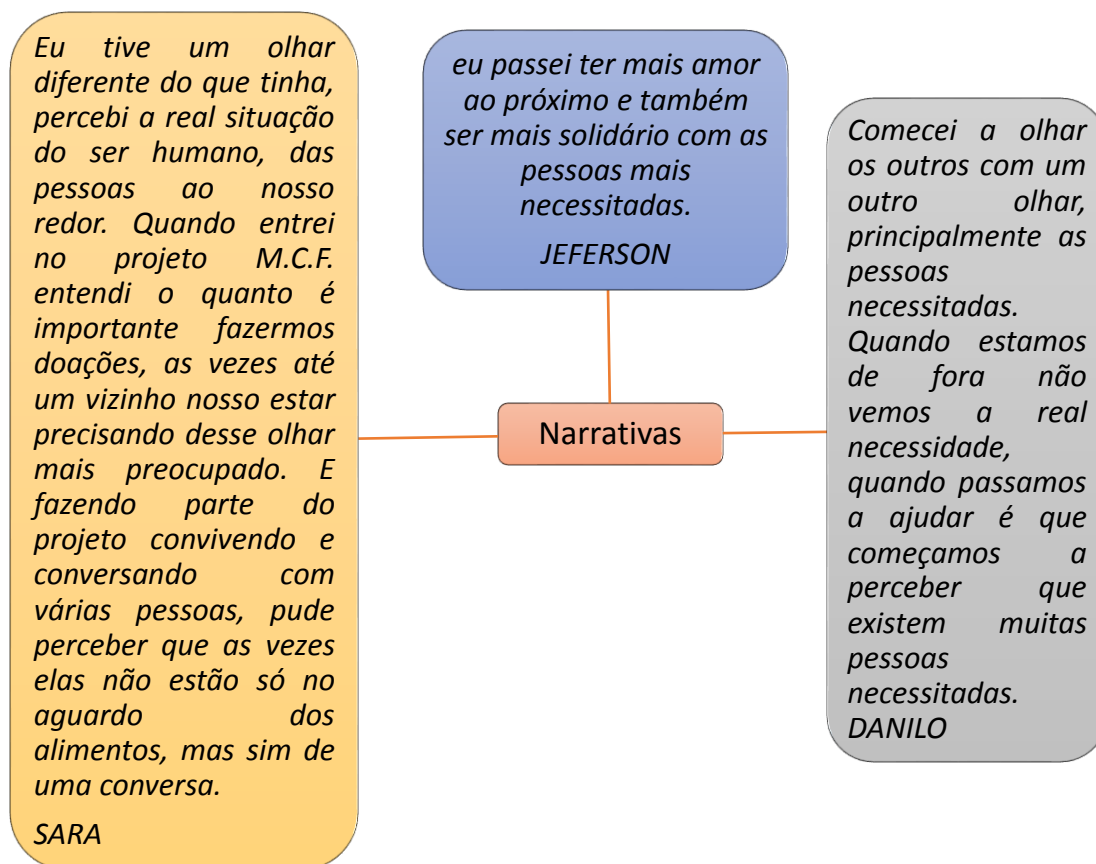 Eu tive um olhar
diferente do que tinha,
percebi a real situação
do ser humano, das
pessoas ao nosso
redor. Quando entrei
no projeto M.C.F.
entendi o quanto é
importante fazermos
doações, as vezes até
um vizinho nosso estar
precisando desse olhar
mais preocupado. E
fazendo parte do
projeto convivendo e
conversando com
várias pessoas, pude
perceber que as vezes
elas não estão só no
aguardo dos
alimentos, mas sim de
uma conversa.
SARA
eu passei ter mais amor
ao próximo e também
ser mais solidário com as
pessoas mais
necessitadas.
JEFERSON
Narrativas
Comecei a olhar
os outros com um
outro olhar,
principalmente as
pessoas
necessitadas.
Quando estamos
de fora não
vemos a real
necessidade,
quando passamos
a ajudar é que
começamos a
perceber que
existem muitas
pessoas
necessitadas.
DANILO